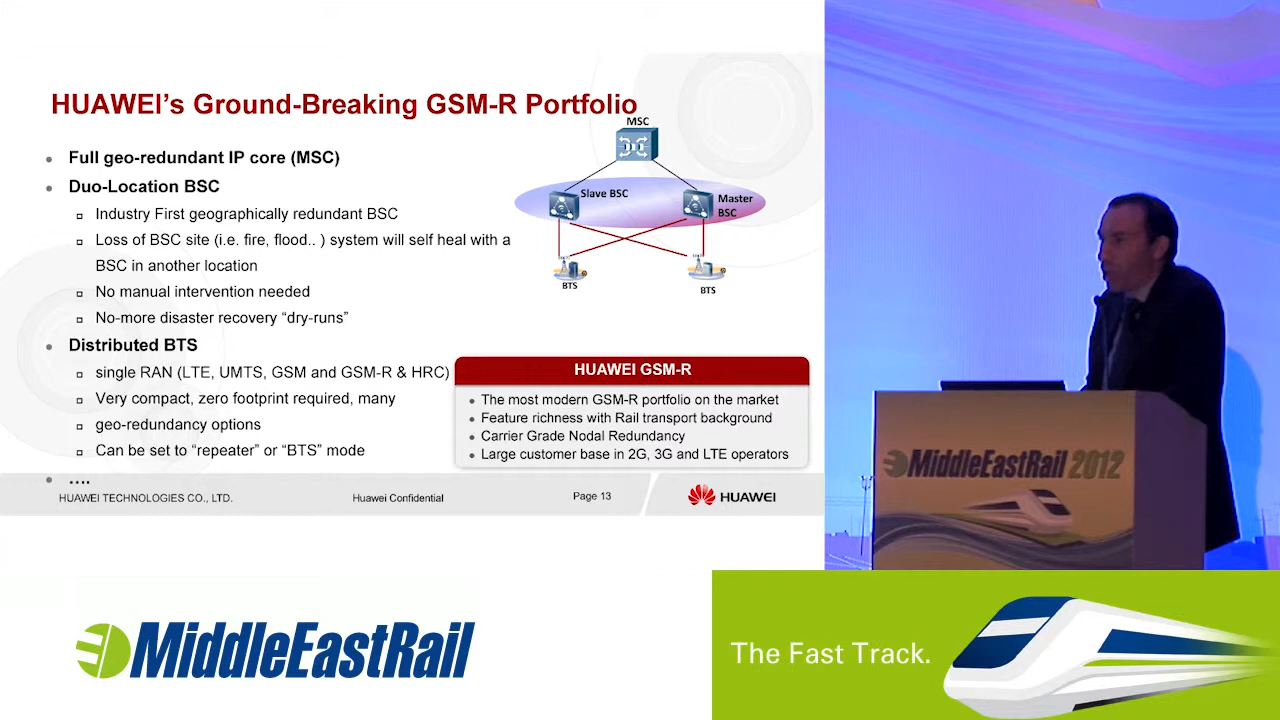 HUAWEI's Ground-Breaking GSM-R Portfolio
Full geo-redundant IP core (MSC)
Duo-Location BSC
Industry First geographically redundant BSC
Loss of BSC site (i.e. fire, flood.. ) system will self heal with a
BSC in another location
No manual intervention needed
No-more disaster recovery “dry-runs”
Distributed BTS
single RAN (LTE, UMTS, GSM and GSM-R & HRC)
Very compact, zero footprint required, many
geo-redundancy options
Can be set to “repeater” or “BTS” mode
....
MSC
Slave BSC
Master
BSC
BTS
BTS
HUAWEI GSM-R
The most modern GSM-R portfolio on the market
Feature richness with Rail transport background
Carrier Grade Nodal Redundancy
Large customer base in 2G, 3G and LTE operators
HUAWEI TECHNOLOGIES CO., LTD.
Huawei Confidential
Page 13
HUAWEI
MiddleEastRail 2012
MiddleEastRail
The Fast Track.